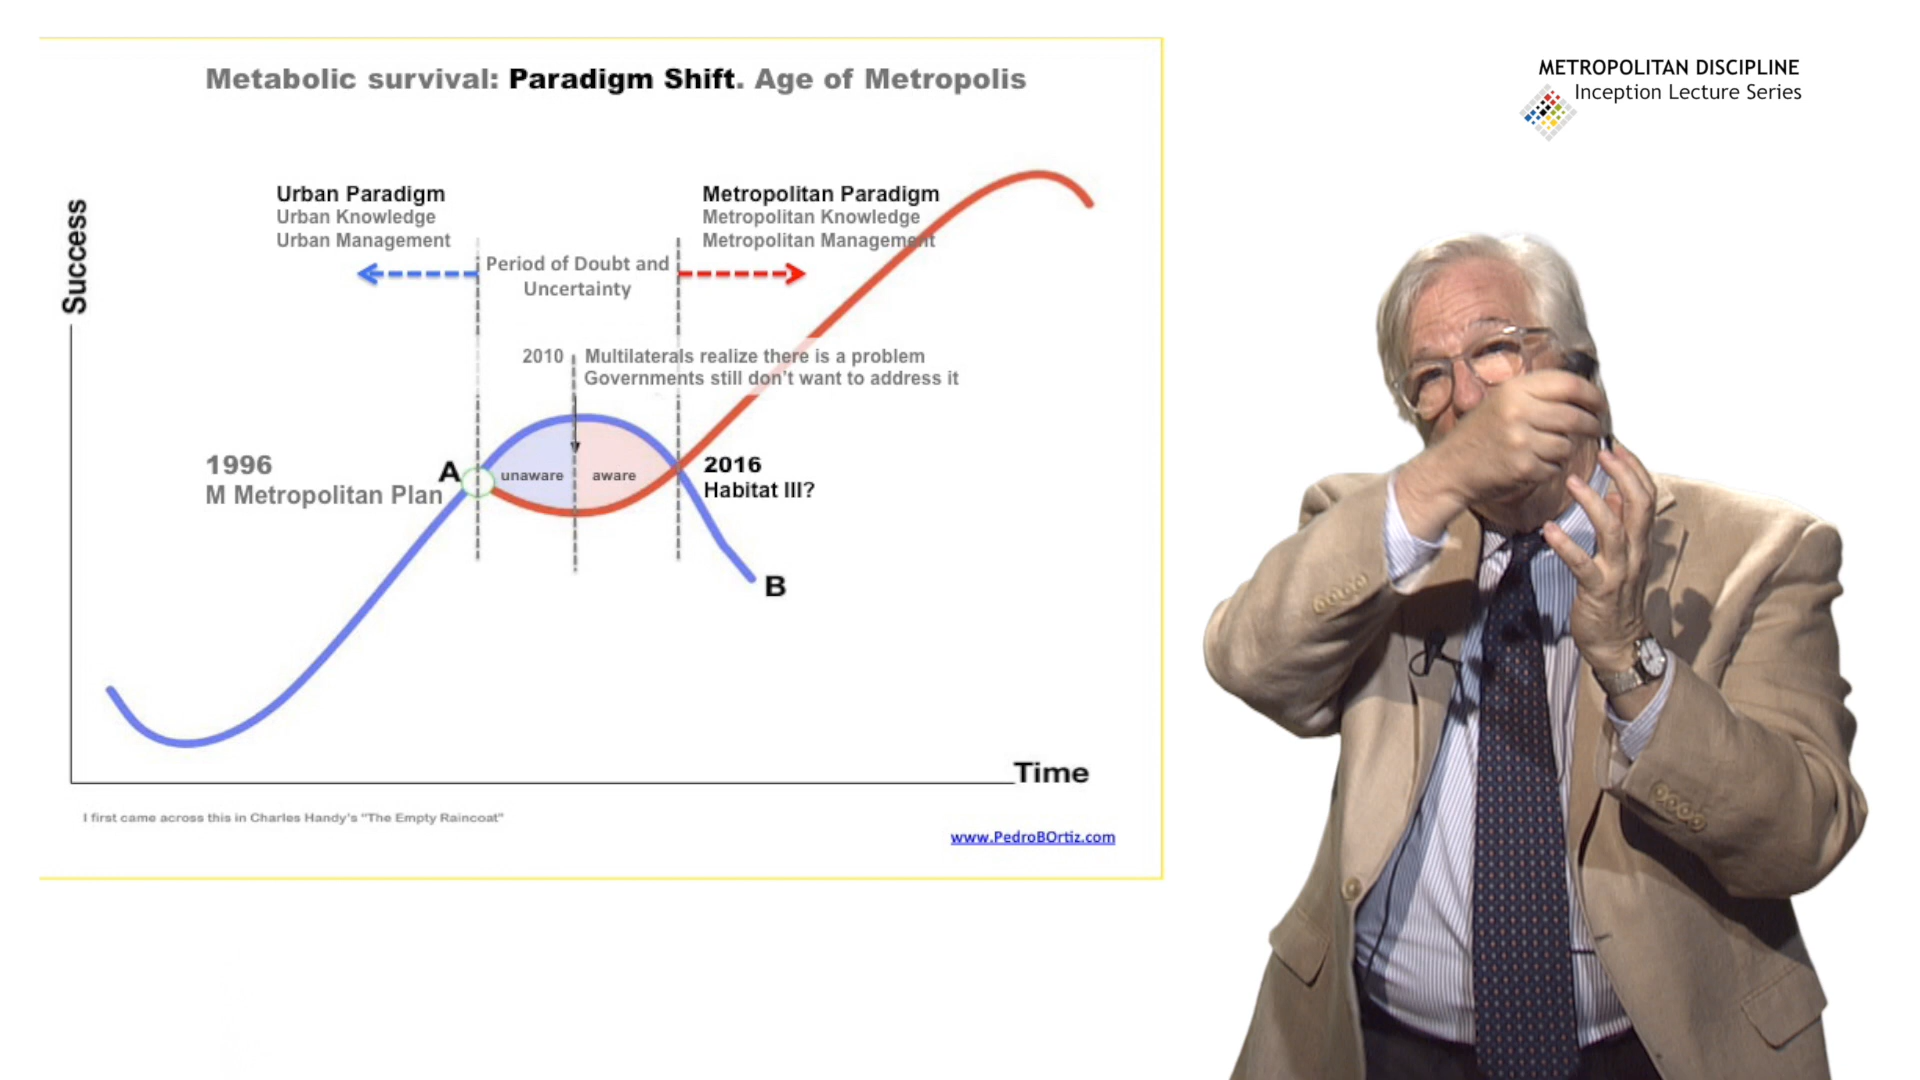 Metabolic survival: Paradigm Shift. Age of Metropolis
METROPOLITAN DISCIPLINE
Inception Lecture Series
Success
Urban Paradigm
Urban Knowledge
Urban Management
Metropolitan Paradigm
Metropolitan Knowledge
Metropolitan Management
Period of Doubt and
Uncertainty
2010
Multilaterals realize there is a problem
Governments still don't want to address it
1996
M Metropolitan Plan
A
unaware
aware
2016
Habitat III?
B
Time
I first came across this in Charles Handy's "The Empty Raincoat"
www.PedroBOrtiz.com